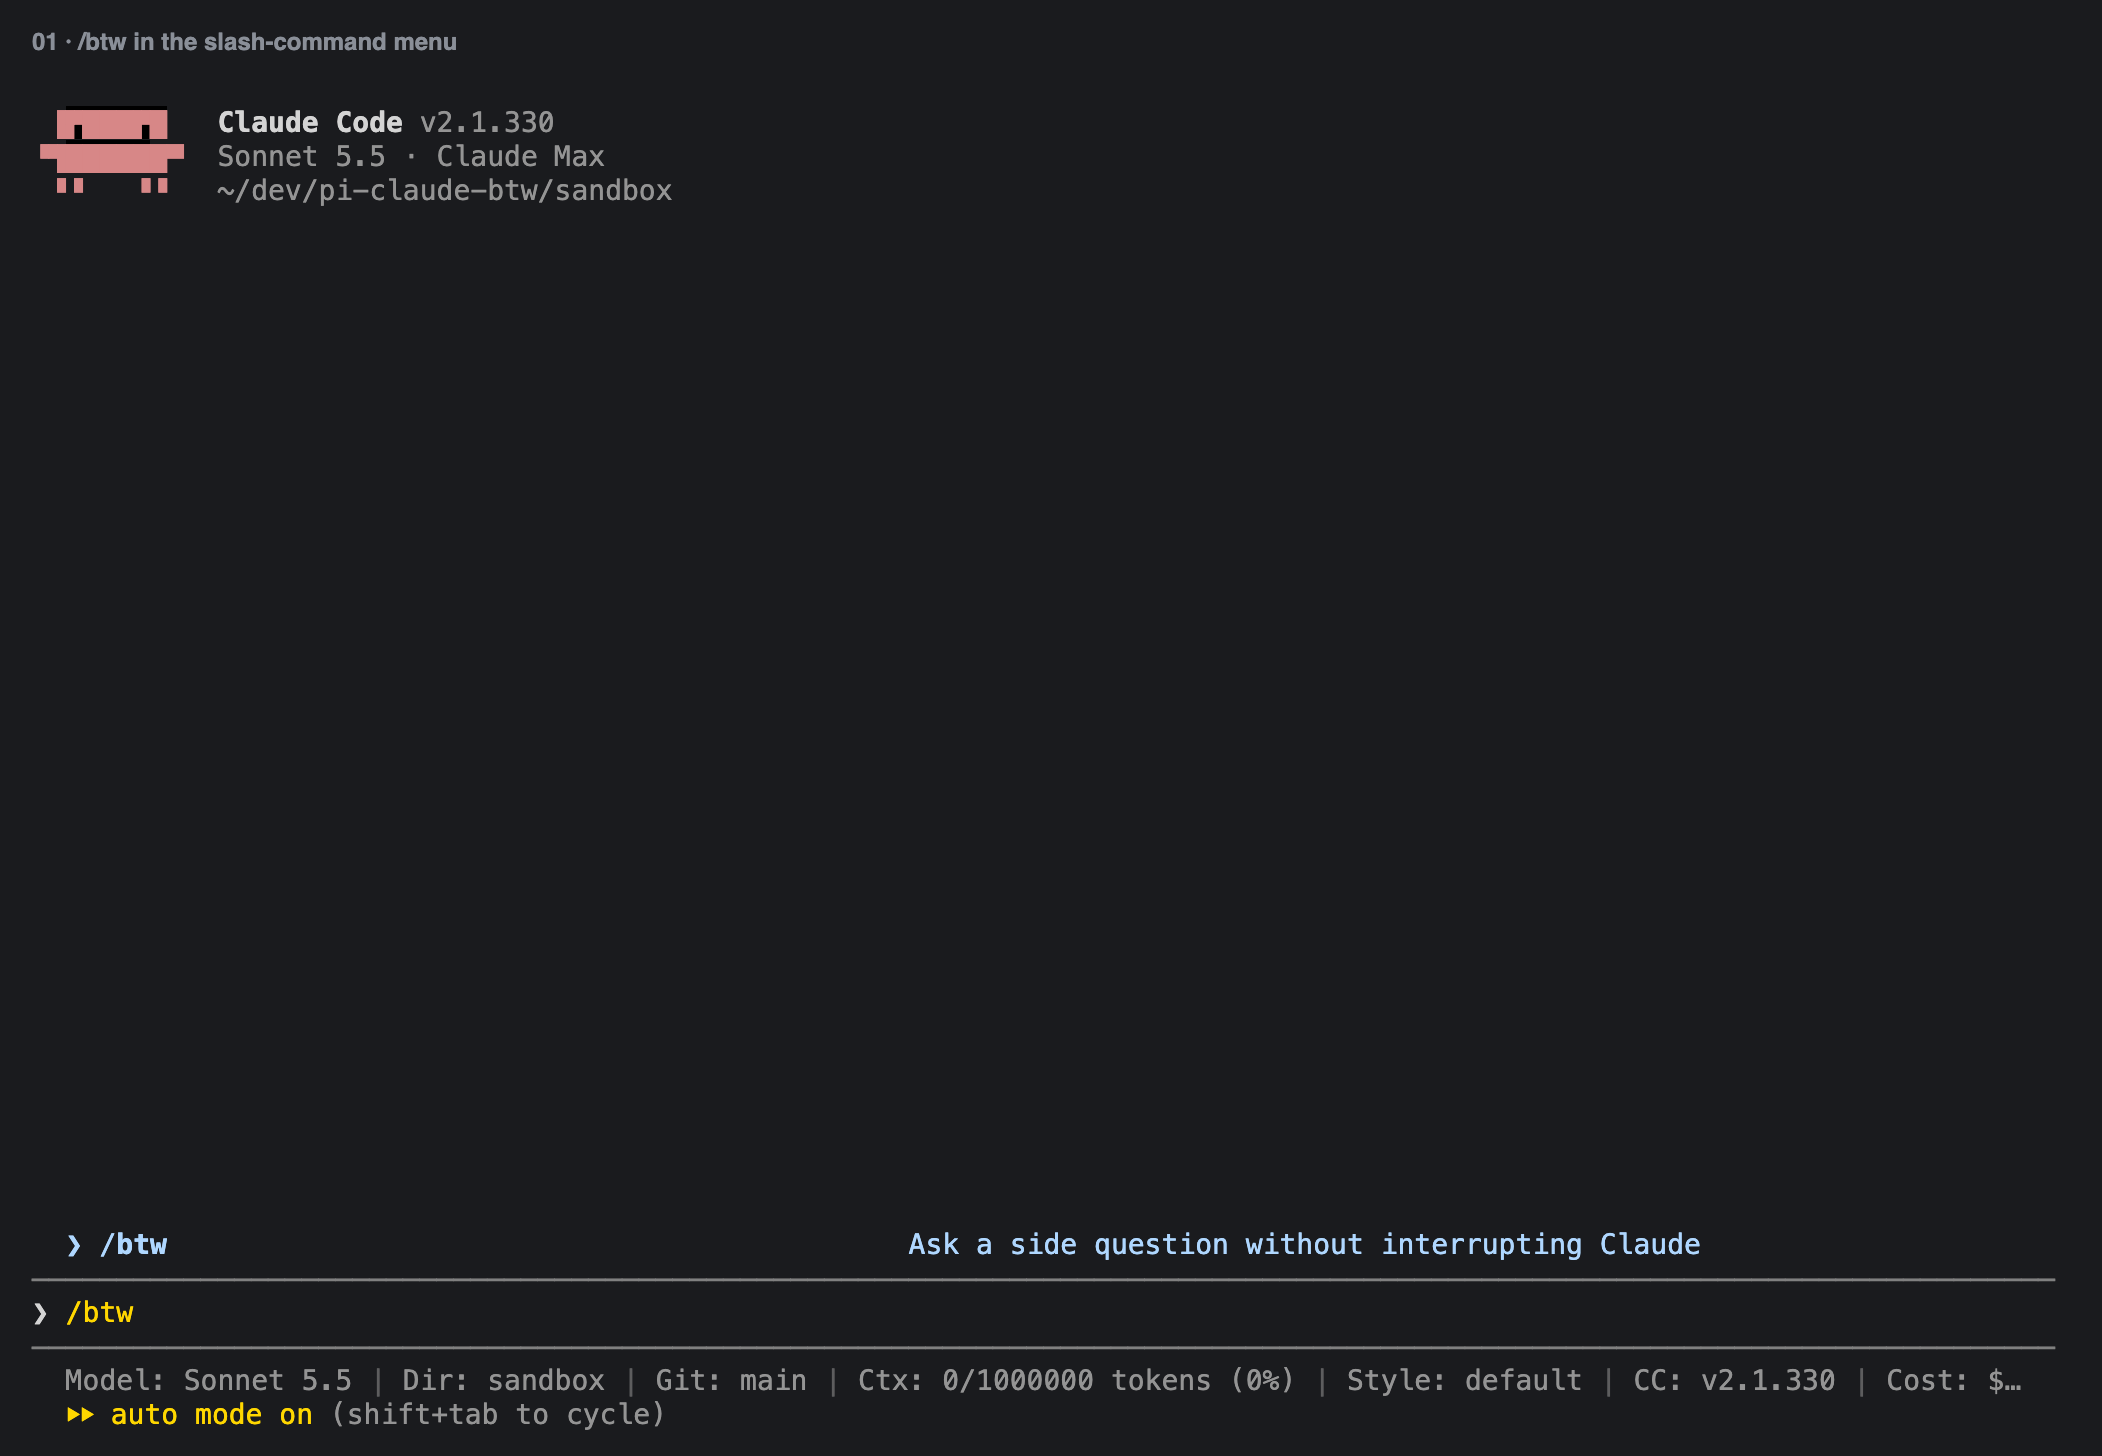 01 · /btw in the slash-command menu
Claude Code v2.1.330
Sonnet 5.5 · Claude Max
~/dev/pi-claude-btw/sandbox
❯ /btw Ask a side question without interrupting Claude
❯ /btw
Model: Sonnet 5.5 | Dir: sandbox | Git: main | Ctx: 0/1000000 tokens (0%) | Style: default | CC: v2.1.330 | Cost: $…
⏵⏵ auto mode on (shift+tab to cycle)